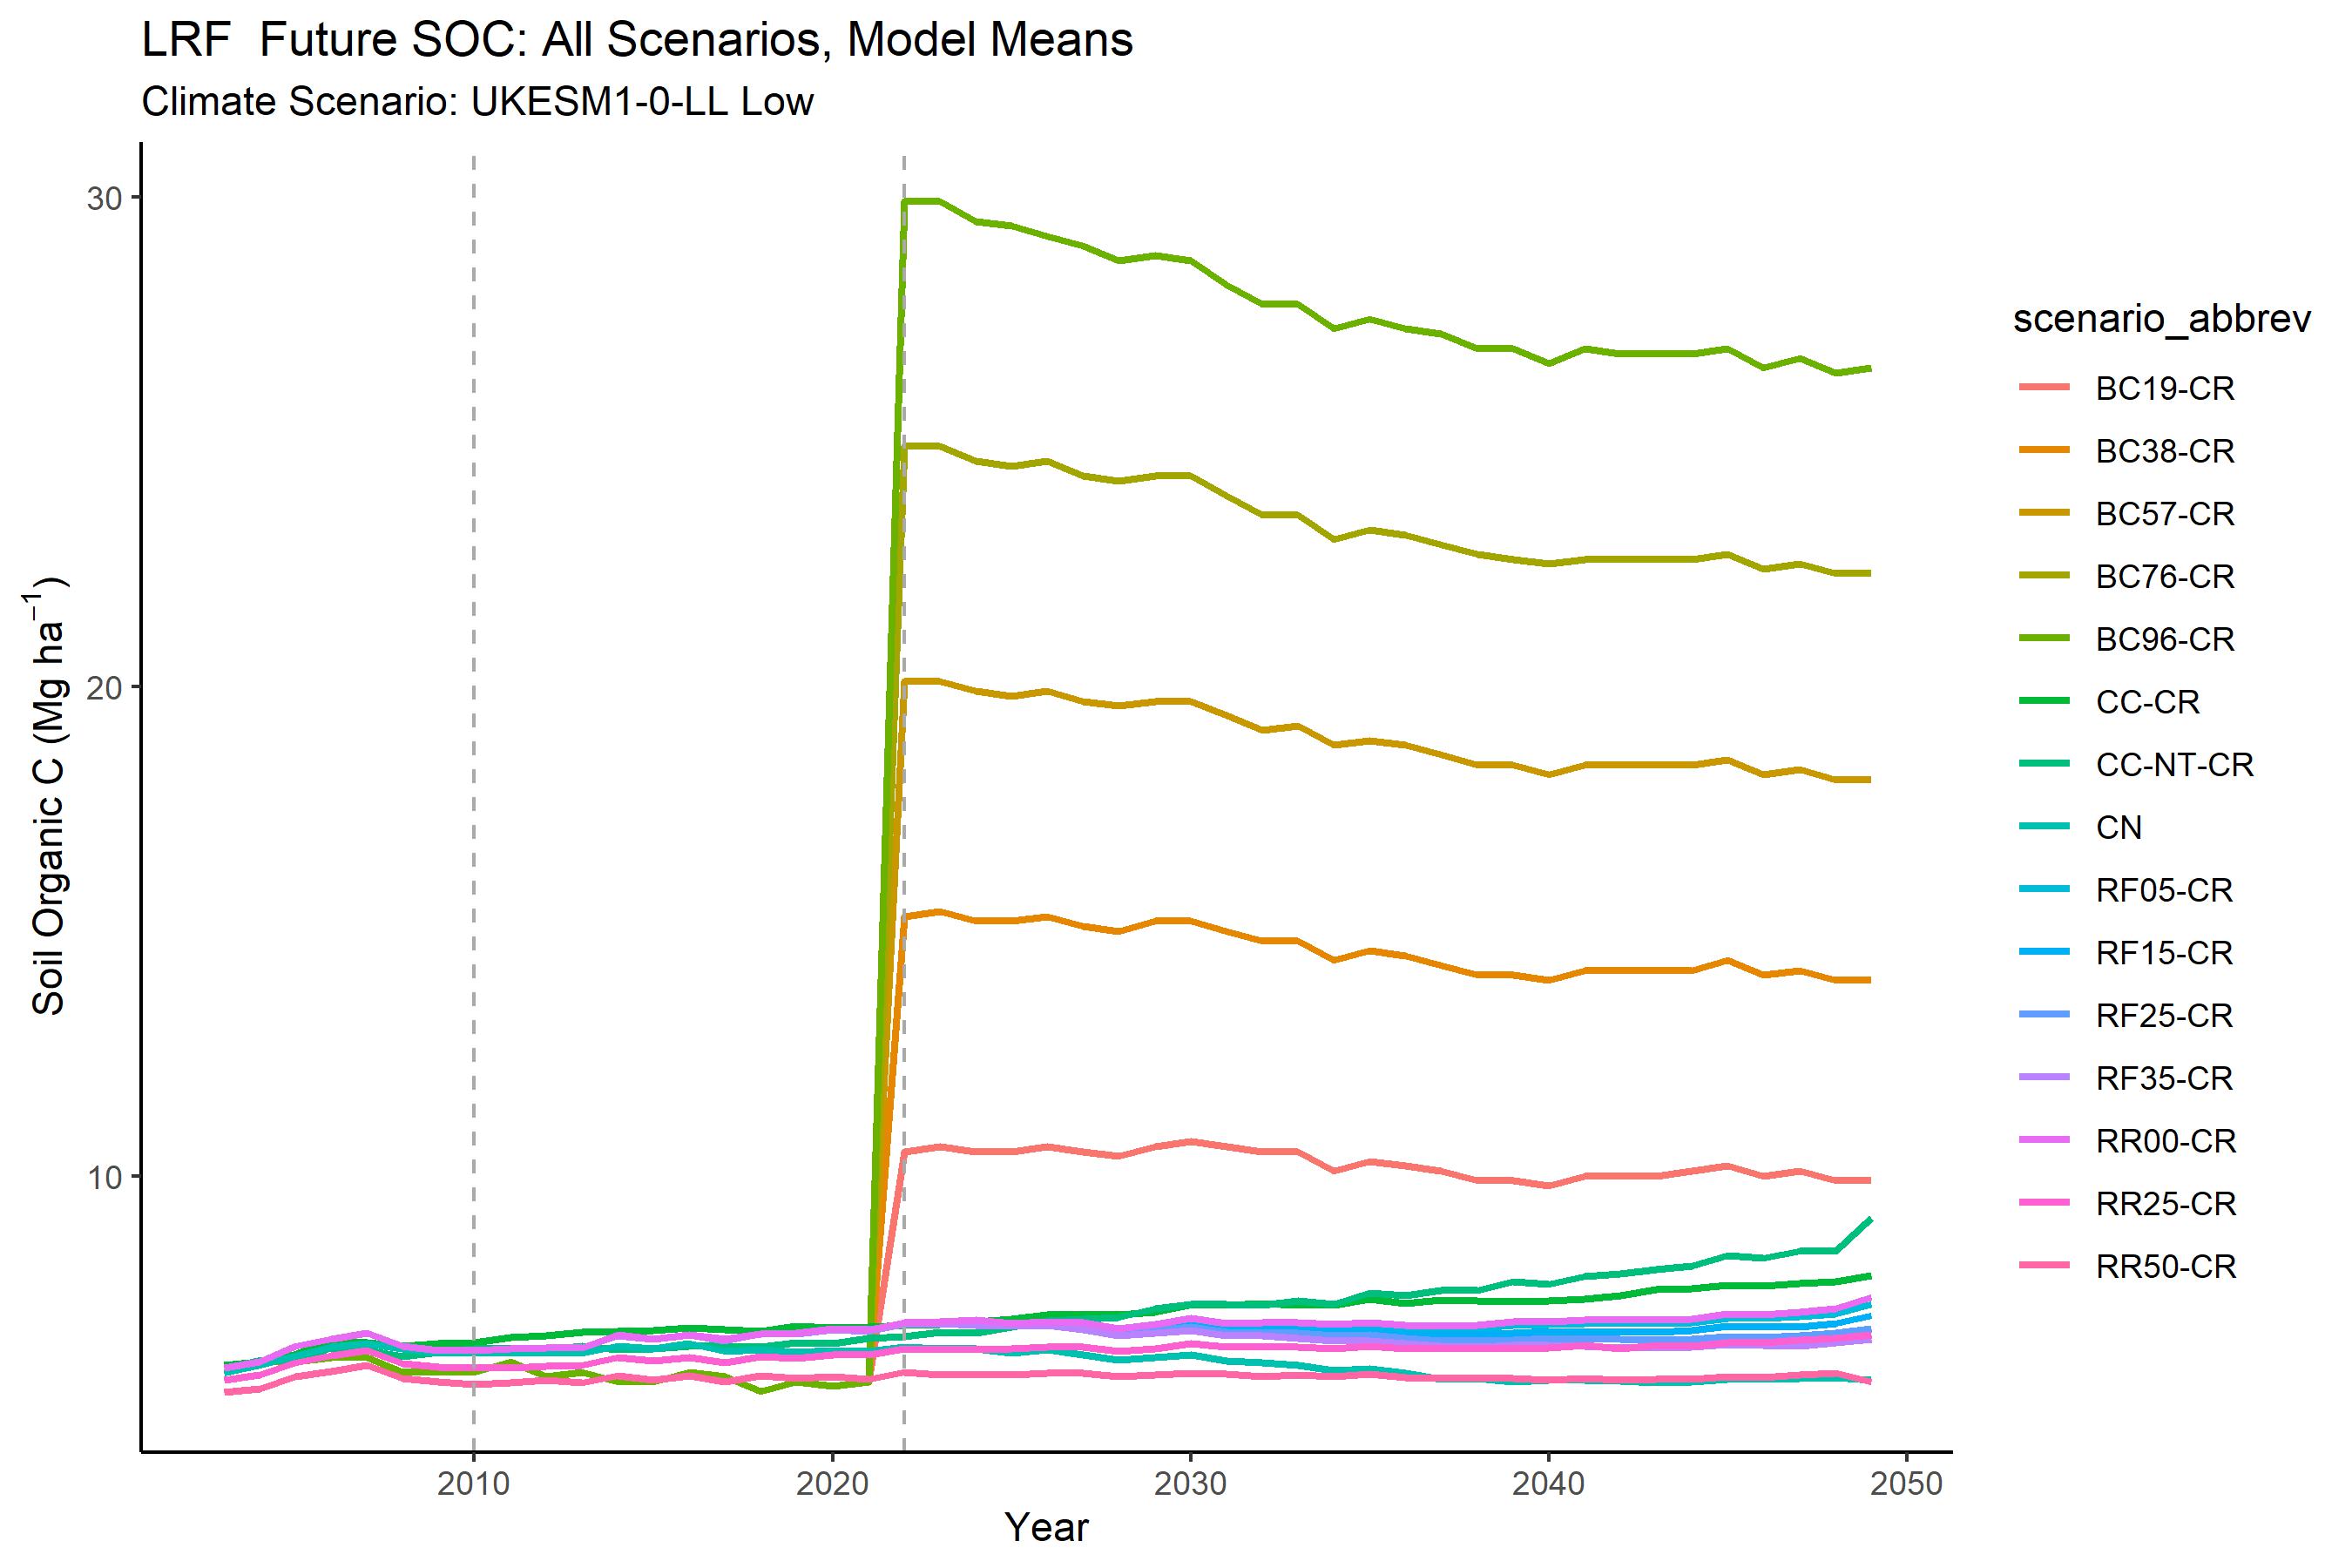 LRF  Future SOC: All Scenarios, Model Means
Climate Scenario: UKESM1-0-LL Low
Soil Organic C (Mg ha⁻¹)
30
20
10
2010
2020
2030
2040
2050
Year
scenario_abbrev
BC19-CR
BC38-CR
BC57-CR
BC76-CR
BC96-CR
CC-CR
CC-NT-CR
CN
RF05-CR
RF15-CR
RF25-CR
RF35-CR
RR00-CR
RR25-CR
RR50-CR